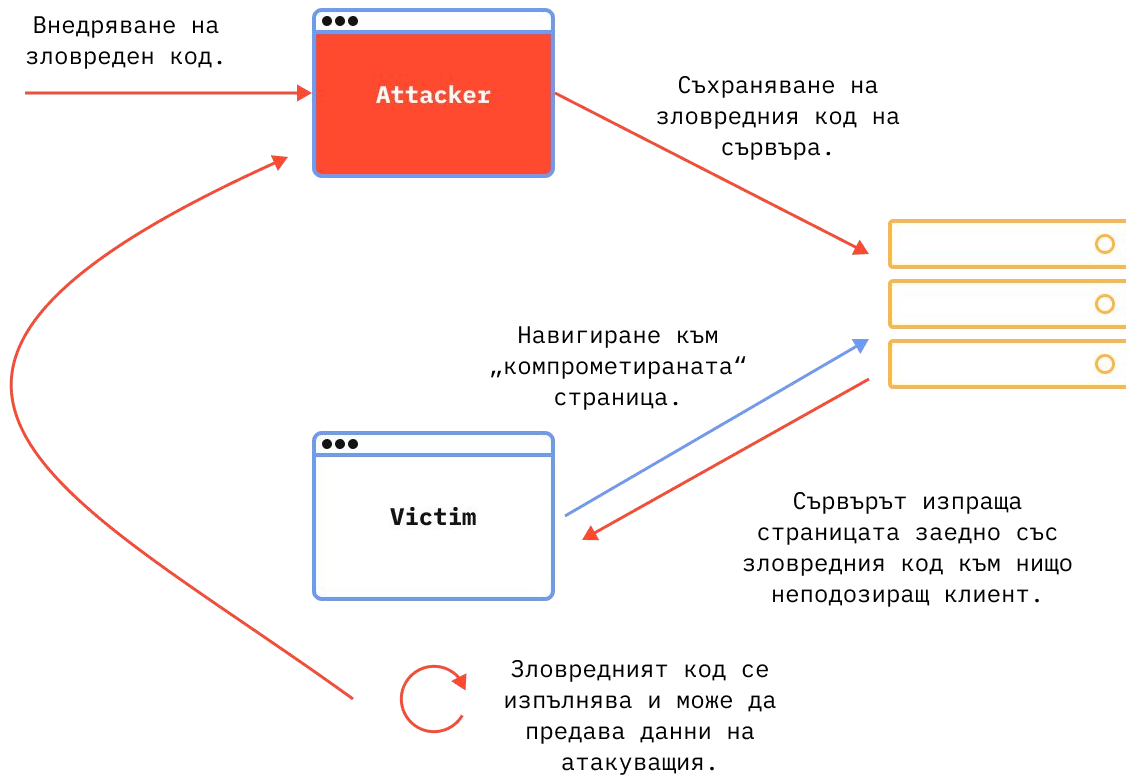 Внедряване на
зловреден код.
Attacker
Съхраняване на
зловредния код на
сървъра.
Навигиране към
„компрометираната“
страница.
Victim
Сървърът изпраща
страницата заедно със
зловредния код към нищо
неподозиращ клиент.
Зловредният код се
изпълнява и може да
предава данни на
атакуващия.